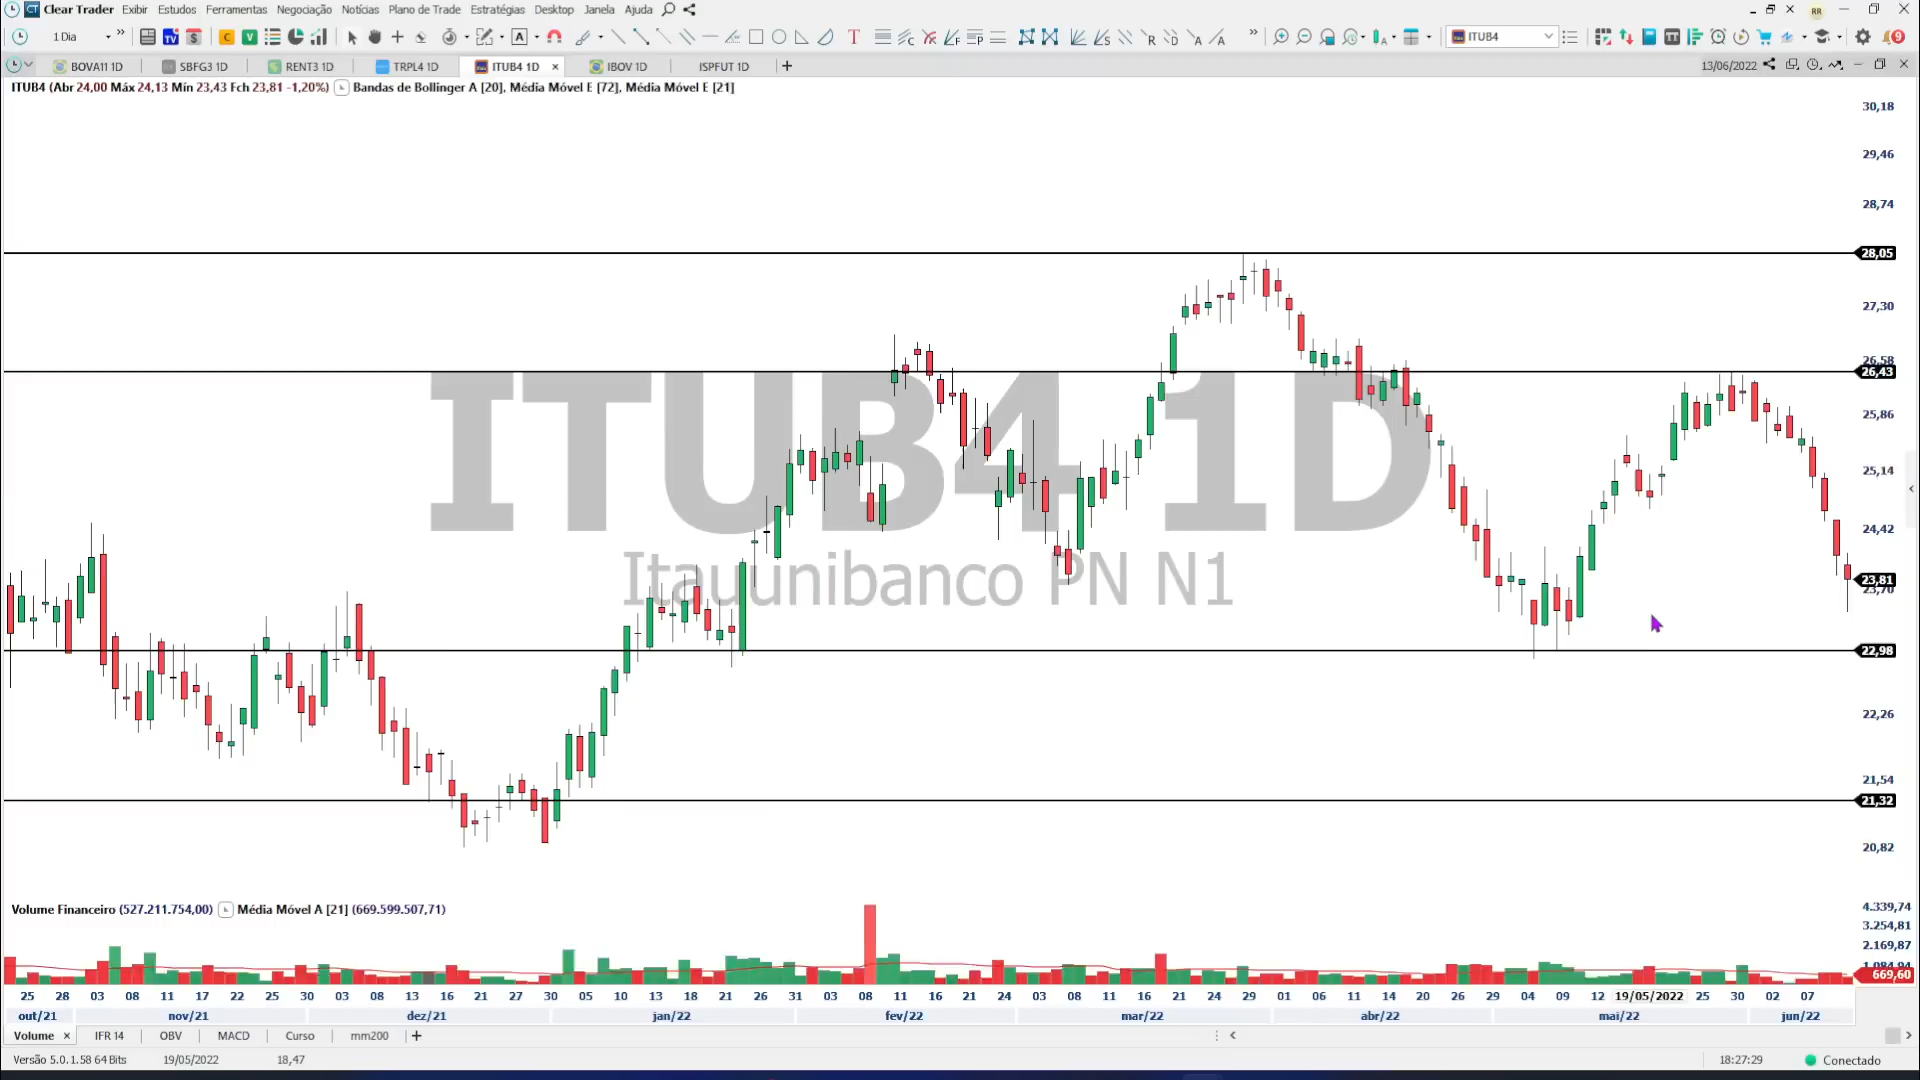 Clear Trader Exibir Estudos Ferramentas Negociação Notícias Plano de Trade Estratégias Desktop Janela Ajuda RR
1 Dia ITUB4 9
BOVA11 1D SBFG3 1D RENT3 1D TRPL4 1D ITUB4 1D × IBOV 1D ISPFUT 1D + 13/06/2022
ITUB4 (Abr 24,00 Máx 24,13 Mín 23,43 Fch 23,81 -1,20%) Bandas de Bollinger A [20], Média Móvel E [72], Média Móvel E [21]
30,18
29,46
28,74
28,05
27,30
26,58
26,43
25,86
25,14
24,42
23,81
23,70
22,98
22,26
21,54
21,32
20,82
ITUB4 1D
Itauunibanco PN N1
Volume Financeiro (527.211.754,00) Média Móvel A [21] (669.599.507,71)
4.339,74
3.254,81
2.169,87
669,60
25 28 03 08 11 17 22 25 30 03 08 13 16 21 27 30 05 10 13 18 21 26 31 03 08 11 16 21 24 03 08 11 16 21 24 29 01 06 11 14 20 26 29 04 09 12 19/05/2022 25 30 02 07
out/21 nov/21 dez/21 jan/22 fev/22 mar/22 abr/22 mai/22 jun/22
Volume × IFR 14 OBV MACD Curso mm200 +
Versão 5.0.1.58 64 Bits 19/05/2022 18,47 18:27:29 Conectado